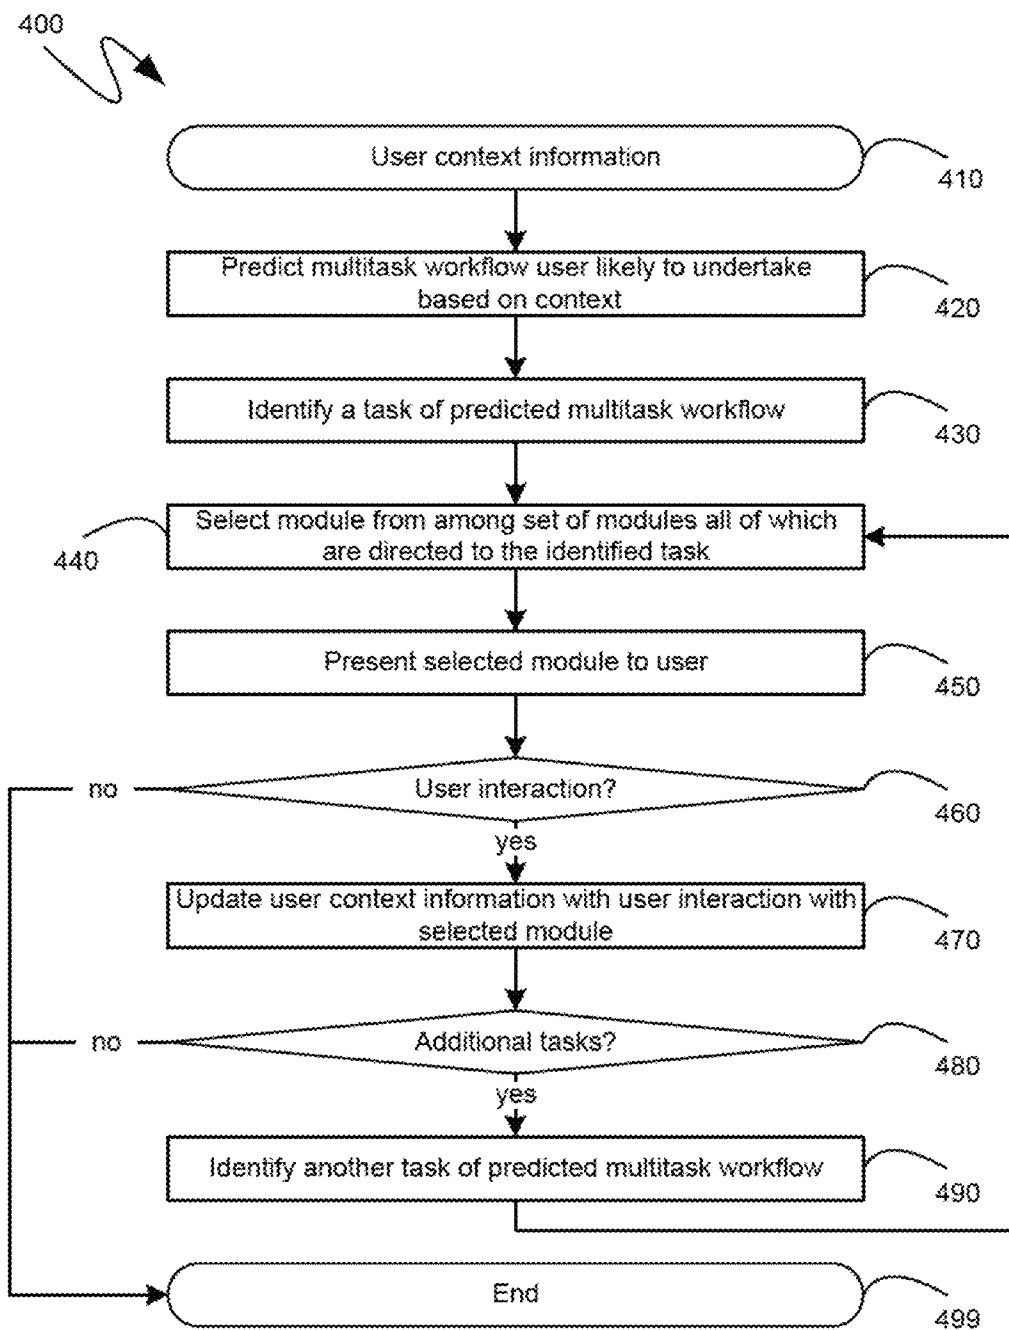 400
User context information
410
Predict multitask workflow user likely to undertake
based on context
420
Identify a task of predicted multitask workflow
430
Select module from among set of modules all of which
are directed to the identified task
440
Present selected module to user
450
User interaction?
no
460
yes
Update user context information with user interaction with
selected module
470
Additional tasks?
no
480
yes
Identify another task of predicted multitask workflow
490
End
499